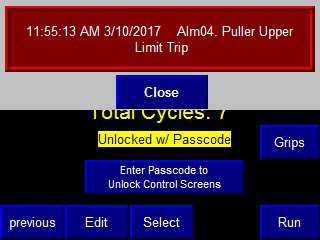 11:55:13 AM 3/10/2017 Alm04. Puller Upper
Limit Trip
Close
Total Cycles: 7
Unlocked w/ Passcode
Grips
Enter Passcode to
Unlock Control Screens
previous
Edit
Select
Run